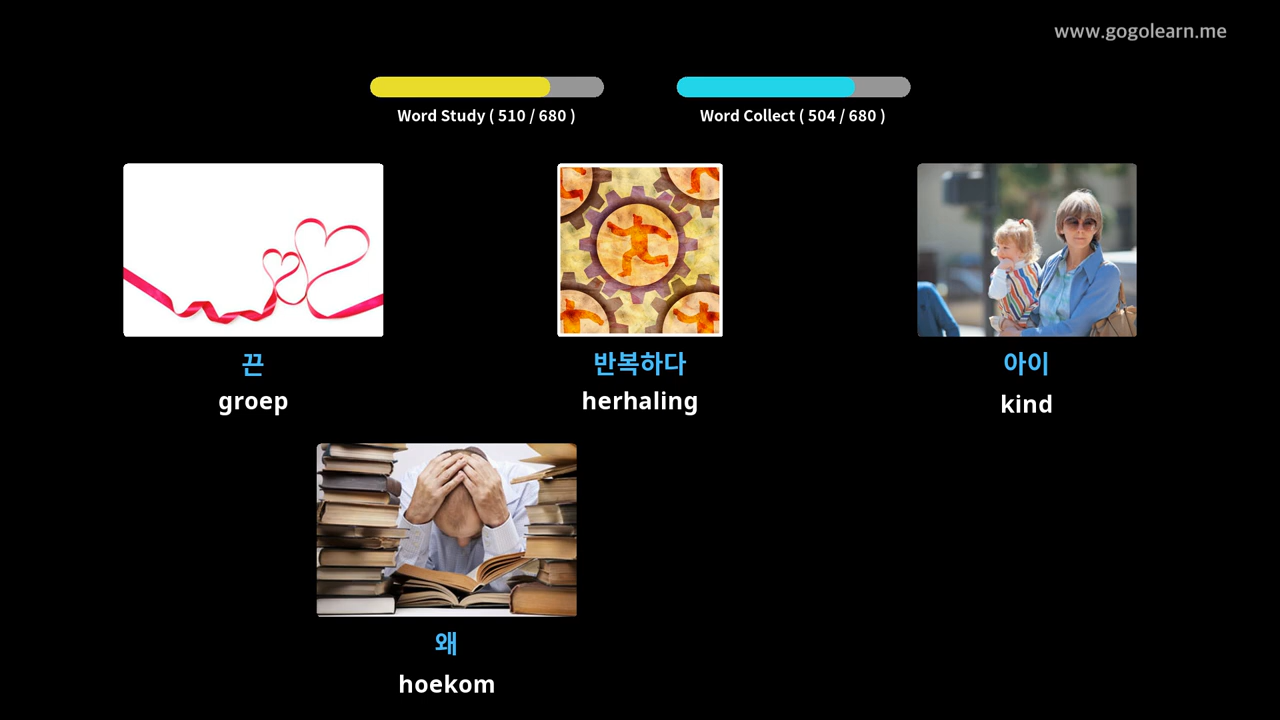 www.gogolearn.me
Word Study ( 510 / 680 )
Word Collect ( 504 / 680 )
끈
groep
반복하다
herhaling
아이
kind
왜
hoekom